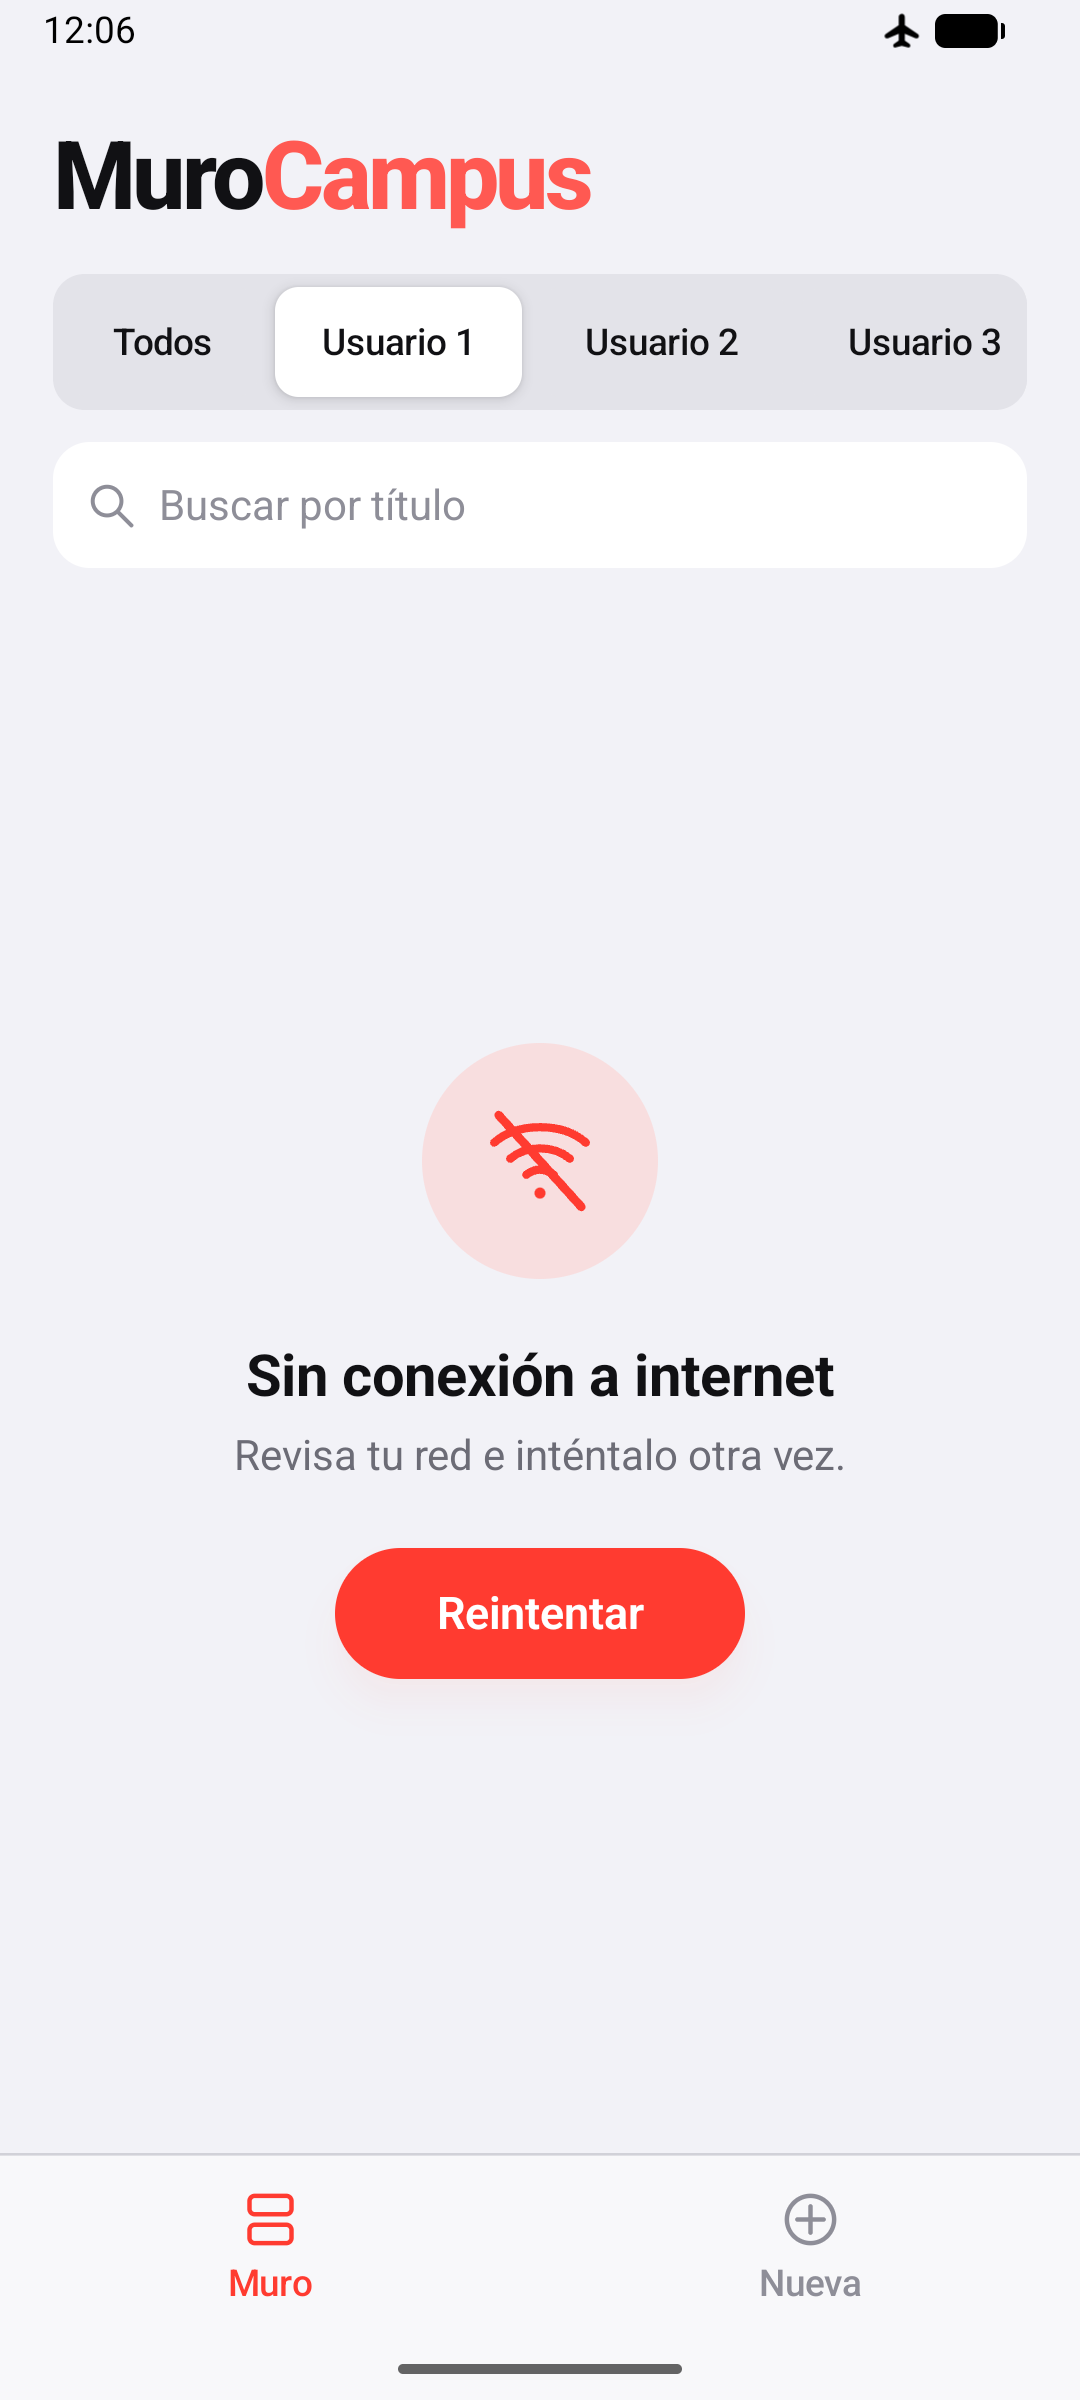 12:06
MuroCampus
Todos Usuario 1 Usuario 2 Usuario 3
Buscar por título
Sin conexión a internet
Revisa tu red e inténtalo otra vez.
Reintentar
Muro Nueva